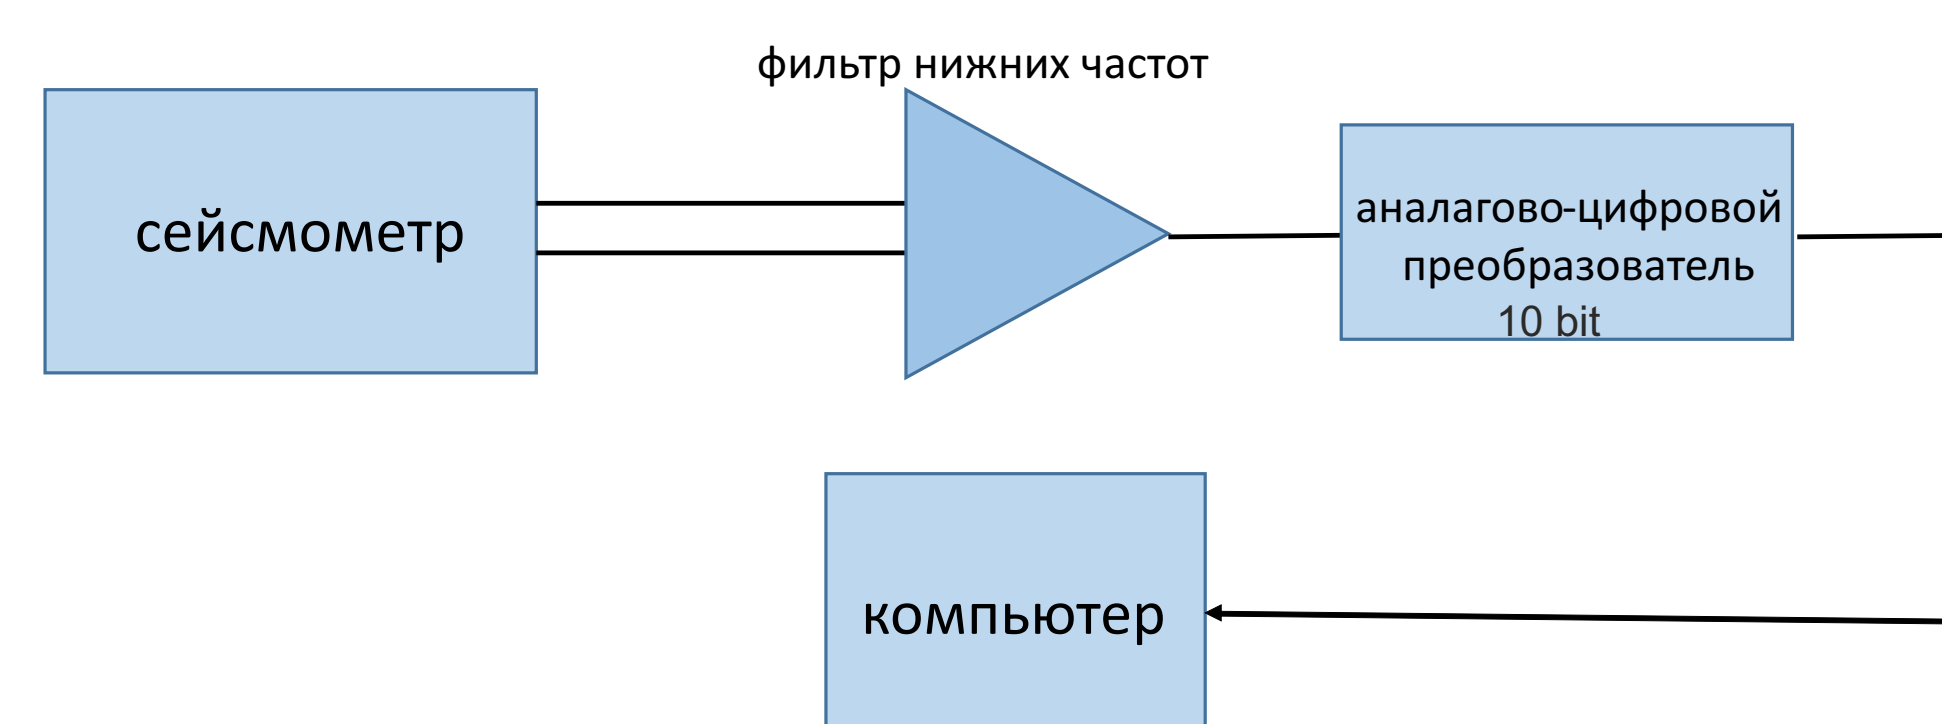 фильтр нижних частот
сейсмометр
аналагово-цифровой
преобразователь
10 bit
компьютер